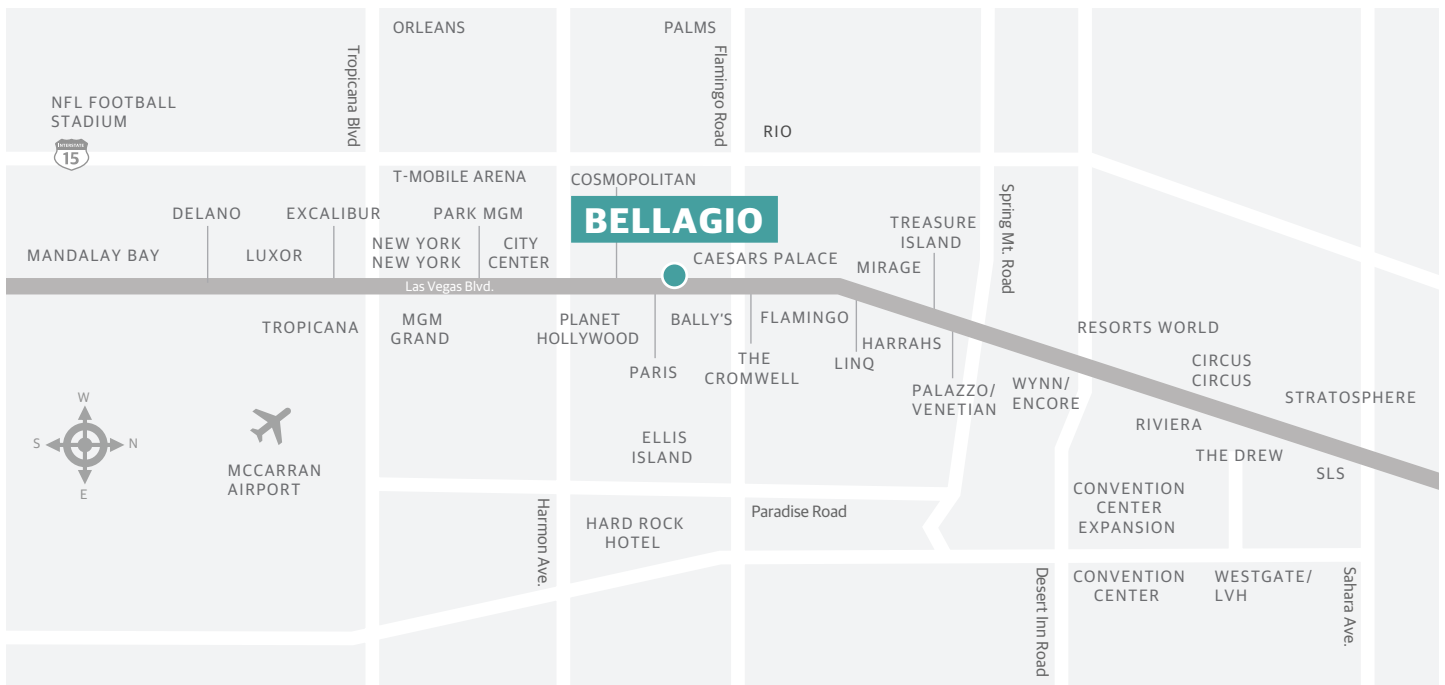 ORLEANS
PALMS
Tropicana Blvd
Flamingo Road
NFL FOOTBALL
STADIUM
INTERSTATE
15
RIO
T-MOBILE ARENA
COSMOPOLITAN
Spring Mt. Road
DELANO
EXCALIBUR
PARK MGM
BELLAGIO
TREASURE
ISLAND
MANDALAY BAY
LUXOR
NEW YORK
NEW YORK
CITY
CENTER
CAESARS PALACE
MIRAGE
Las Vegas Blvd.
TROPICANA
MGM
GRAND
PLANET
HOLLYWOOD
BALLY'S
FLAMINGO
HARRAHS
RESORTS WORLD
PARIS
THE
CROMWELL
LINQ
PALAZZO/
VENETIAN
WYNN/
ENCORE
CIRCUS
CIRCUS
STRATOSPHERE
RIVIERA
THE DREW
SLS
W
S
N
E
MCCARRAN
AIRPORT
ELLIS
ISLAND
Harmon Ave.
HARD ROCK
HOTEL
Paradise Road
CONVENTION
CENTER
EXPANSION
Desert Inn Road
CONVENTION
CENTER
WESTGATE/
LVH
Sahara Ave.